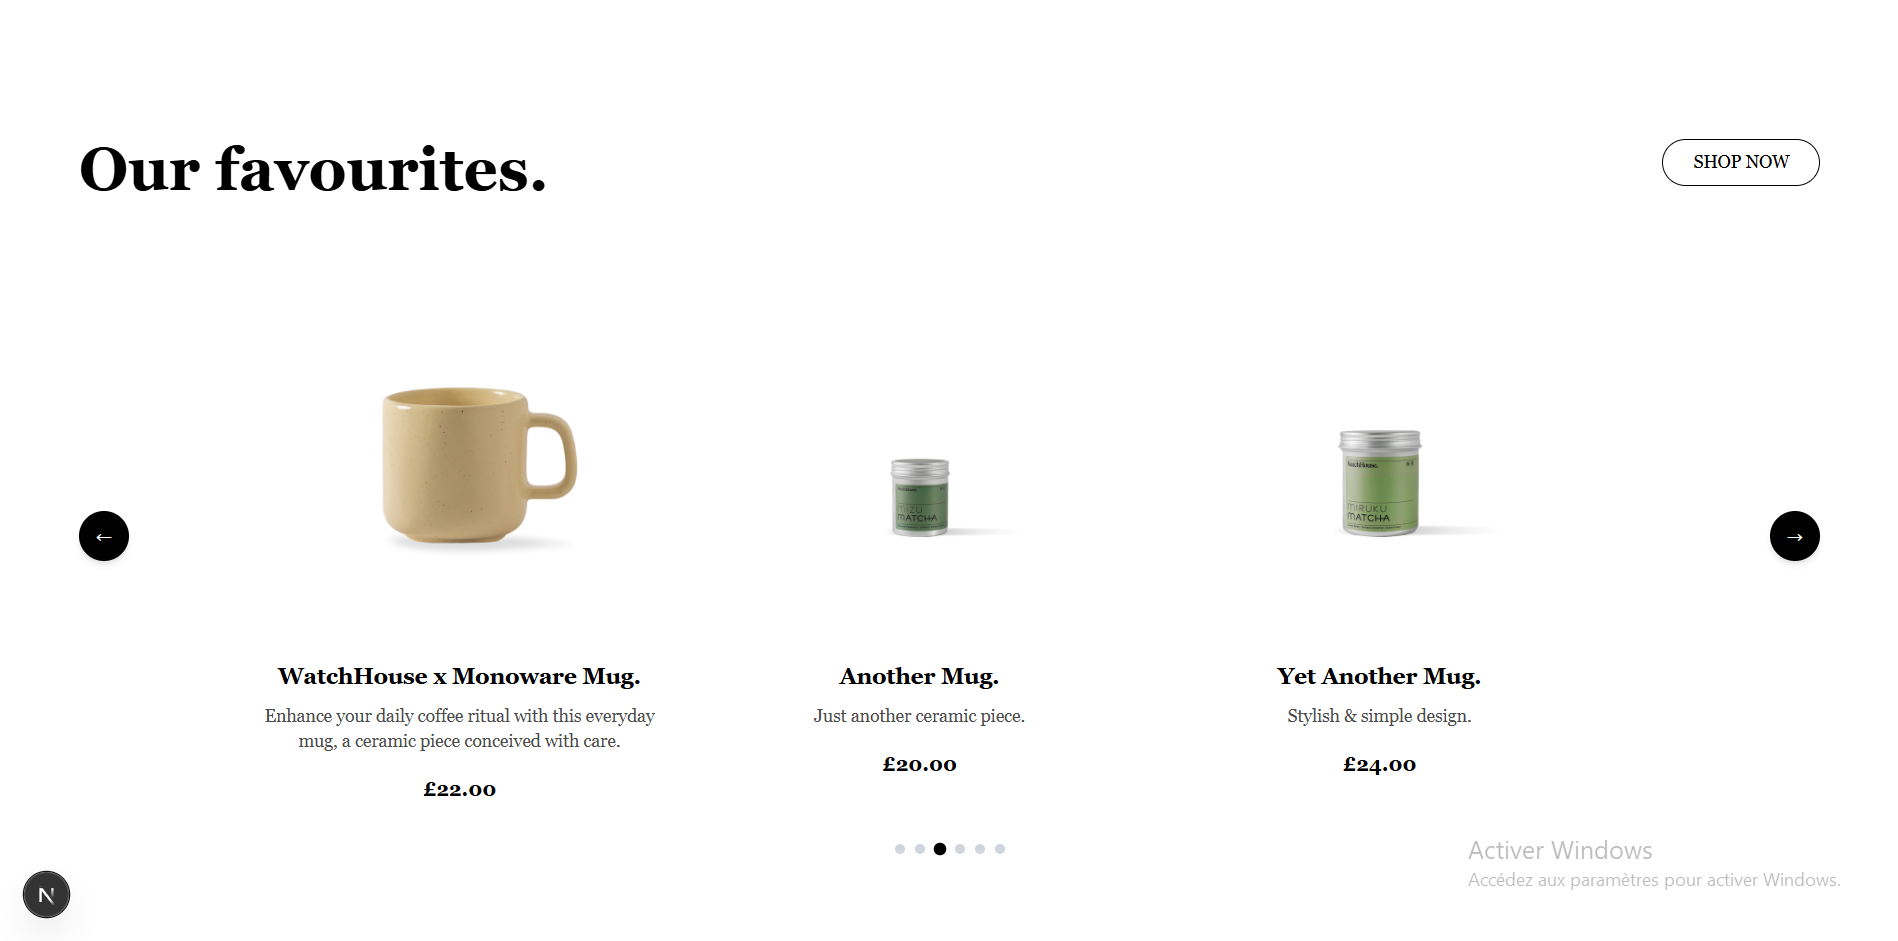 Our favourites.
SHOP NOW
←
→
WatchHouse.
MIZU
MATCHA
MIRUKU
MATCHA
WatchHouse x Monoware Mug.
Enhance your daily coffee ritual with this everyday
mug, a ceramic piece conceived with care.
£22.00
Another Mug.
Just another ceramic piece.
£20.00
Yet Another Mug.
Stylish & simple design.
£24.00
Activer Windows
Accédez aux paramètres pour activer Windows.
N